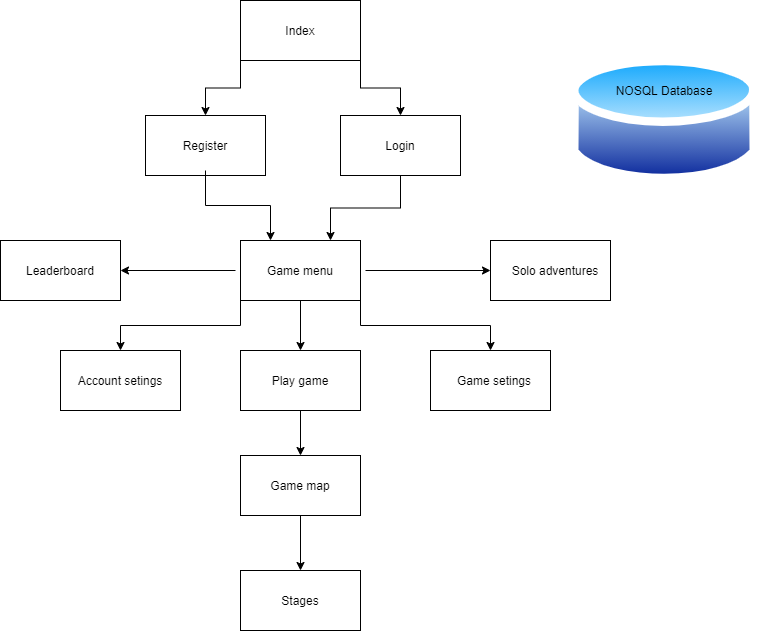 Index
NOSQL Database
Register
Login
Leaderboard
Game menu
Solo adventures
Account setings
Play game
Game setings
Game map
Stages